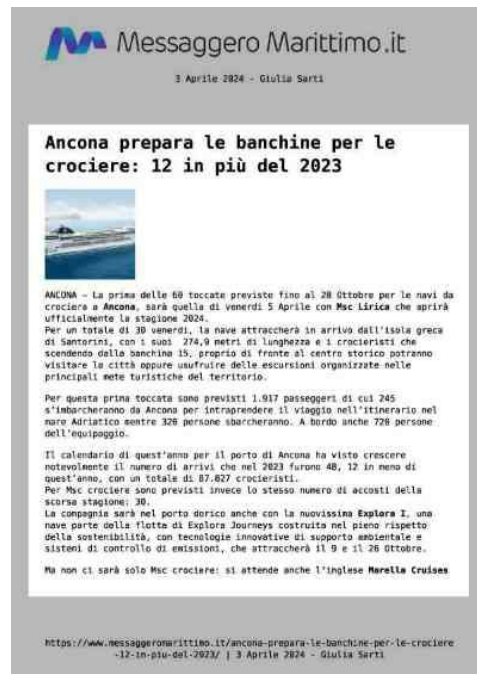 Messaggero Marittimo.it
3 Aprile 2024 - Giulia Sarti
Ancona prepara le banchine per le
crociere: 12 in più del 2023
ANCONA – La prima delle 60 toccate previste fino al 28 Ottobre per le navi da
crociera a Ancona, sarà quella di venerdì 5 Aprile con Msc Lirica che aprirà
ufficialmente la stagione 2024.
Per un totale di 30 venerdì, la nave attraccherà in arrivo dall'isola greca
di Santorini, con i suoi 274,9 metri di lunghezza e i crocieristi che
scendendo dalla banchina 15, proprio di fronte al centro storico potranno
visitare la città oppure usufruire delle escursioni organizzate nelle
principali mete turistiche del territorio.
Per questa prima toccata sono previsti 1.917 passeggeri di cui 245
s'imbarcheranno da Ancona per intraprendere il viaggio nell'itinerario nel
mare Adriatico mentre 320 persone sbarcheranno. A bordo anche 720 persone
dell'equipaggio.
Il calendario di quest'anno per il porto di Ancona ha visto crescere
notevolmente il numero di arrivi che nel 2023 furono 48, 12 in meno di
quest'anno, con un totale di 87.827 crocieristi.
Per Msc crociere sono previsti invece lo stesso numero di accosti della
scorsa stagione: 30.
La compagnia sarà nel porto dorico anche con la nuovissima Explora I, una
nave parte della flotta di Explora Journeys costruita nel pieno rispetto
della sostenibilità, con tecnologie innovative di supporto ambientale e
sistemi di controllo di emissioni, che attraccherà il 9 e il 26 Ottobre.
Ma non ci sarà solo Msc crociere: si attende anche l'inglese Marella Cruises
https://www.messaggeromarittimo.it/ancona-prepara-le-banchine-per-le-crociere
-12-in-piu-del-2023/ | 3 Aprile 2024 - Giulia Sarti